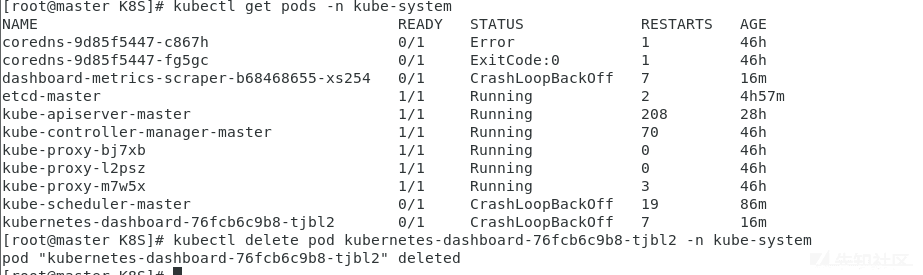 [root@master K8S]# kubectl get pods -n kube-system
NAME READY STATUS RESTARTS AGE
coredns-9d85f5447-c867h 0/1 Error 1 46h
coredns-9d85f5447-fg5gc 0/1 ExitCode:0 1 46h
dashboard-metrics-scraper-b68468655-xs254 0/1 CrashLoopBackOff 7 16m
etcd-master 1/1 Running 2 4h57m
kube-apiserver-master 1/1 Running 208 28h
kube-controller-manager-master 1/1 Running 70 46h
kube-proxy-bj7xb 1/1 Running 0 46h
kube-proxy-l2psz 1/1 Running 0 46h
kube-proxy-m7w5x 1/1 Running 3 46h
kube-scheduler-master 0/1 CrashLoopBackOff 19 86m
kubernetes-dashboard-76fcb6c9b8-tjbl2 0/1 CrashLoopBackOff 7 16m
[root@master K8S]# kubectl delete pod kubernetes-dashboard-76fcb6c9b8-tjbl2 -n kube-system
pod "kubernetes-dashboard-76fcb6c9b8-tjbl2" deleted
[root@master K8S]#
先知社区